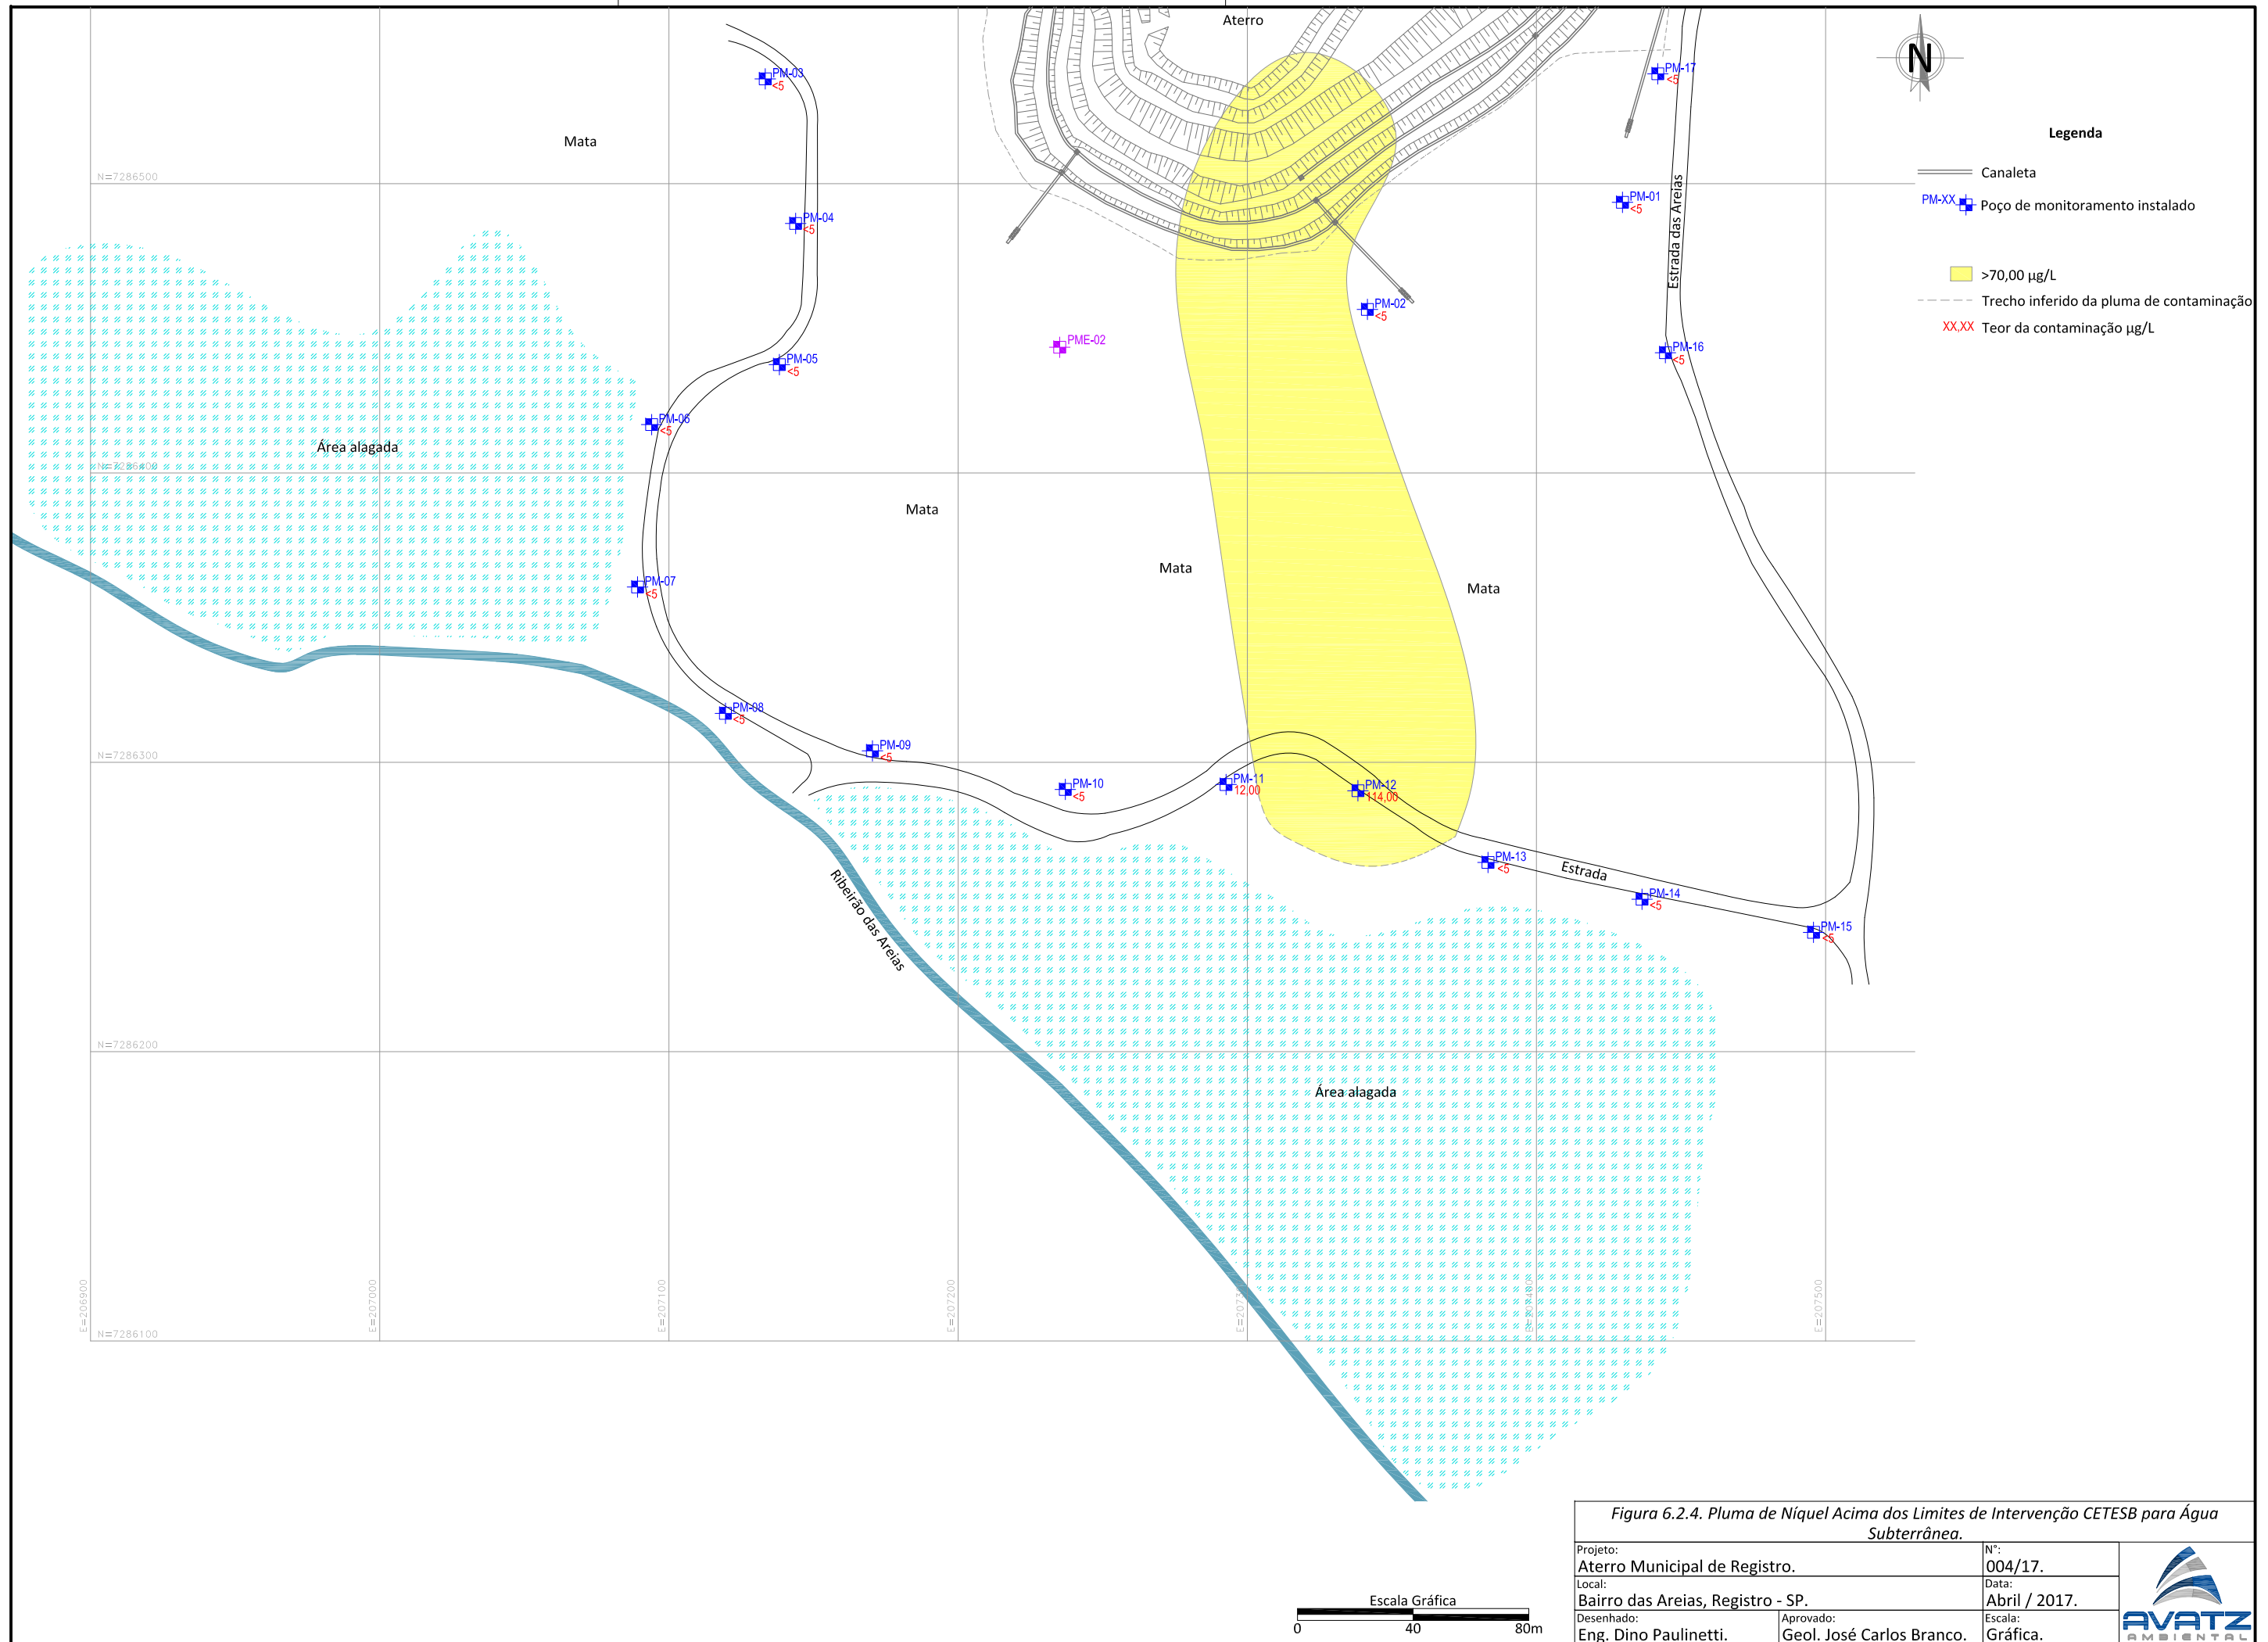 Aterro
N
PM-03
<5
PM-17
<5
Legenda
Mata
Canaleta
N=7286500
PM-01
<5
PM-XX
Poço de monitoramento instalado
PM-04
<5
Estrada das Areias
>70,00 µg/L
Trecho inferido da pluma de contaminação
PM-02
<5
XX,XX Teor da contaminação µg/L
PME-02
PM-16
<5
PM-05
<5
PM-06
<5
Área alagada
N=7286400
Mata
Mata
Mata
PM-07
<5
PM-08
<5
PM-09
<5
N=7286300
PM-10
<5
PM-11
12,00
PM-12
114,00
PM-13
<5
Estrada
PM-14
<5
PM-15
<5
Ribeirão das Areias
N=7286200
Área alagada
E=206900
E=207000
E=207100
E=207200
E=207300
E=207400
E=207500
N=7286100
Figura 6.2.4. Pluma de Níquel Acima dos Limites de Intervenção CETESB para Água
Subterrânea.
Projeto:
Aterro Municipal de Registro.
N°:
004/17.
Local:
Bairro das Areias, Registro - SP.
Data:
Abril / 2017.
Desenhado:
Eng. Dino Paulinetti.
Aprovado:
Geol. José Carlos Branco.
Escala:
Gráfica.
AVATZ
AMBIENTAL
Escala Gráfica
0 40 80m